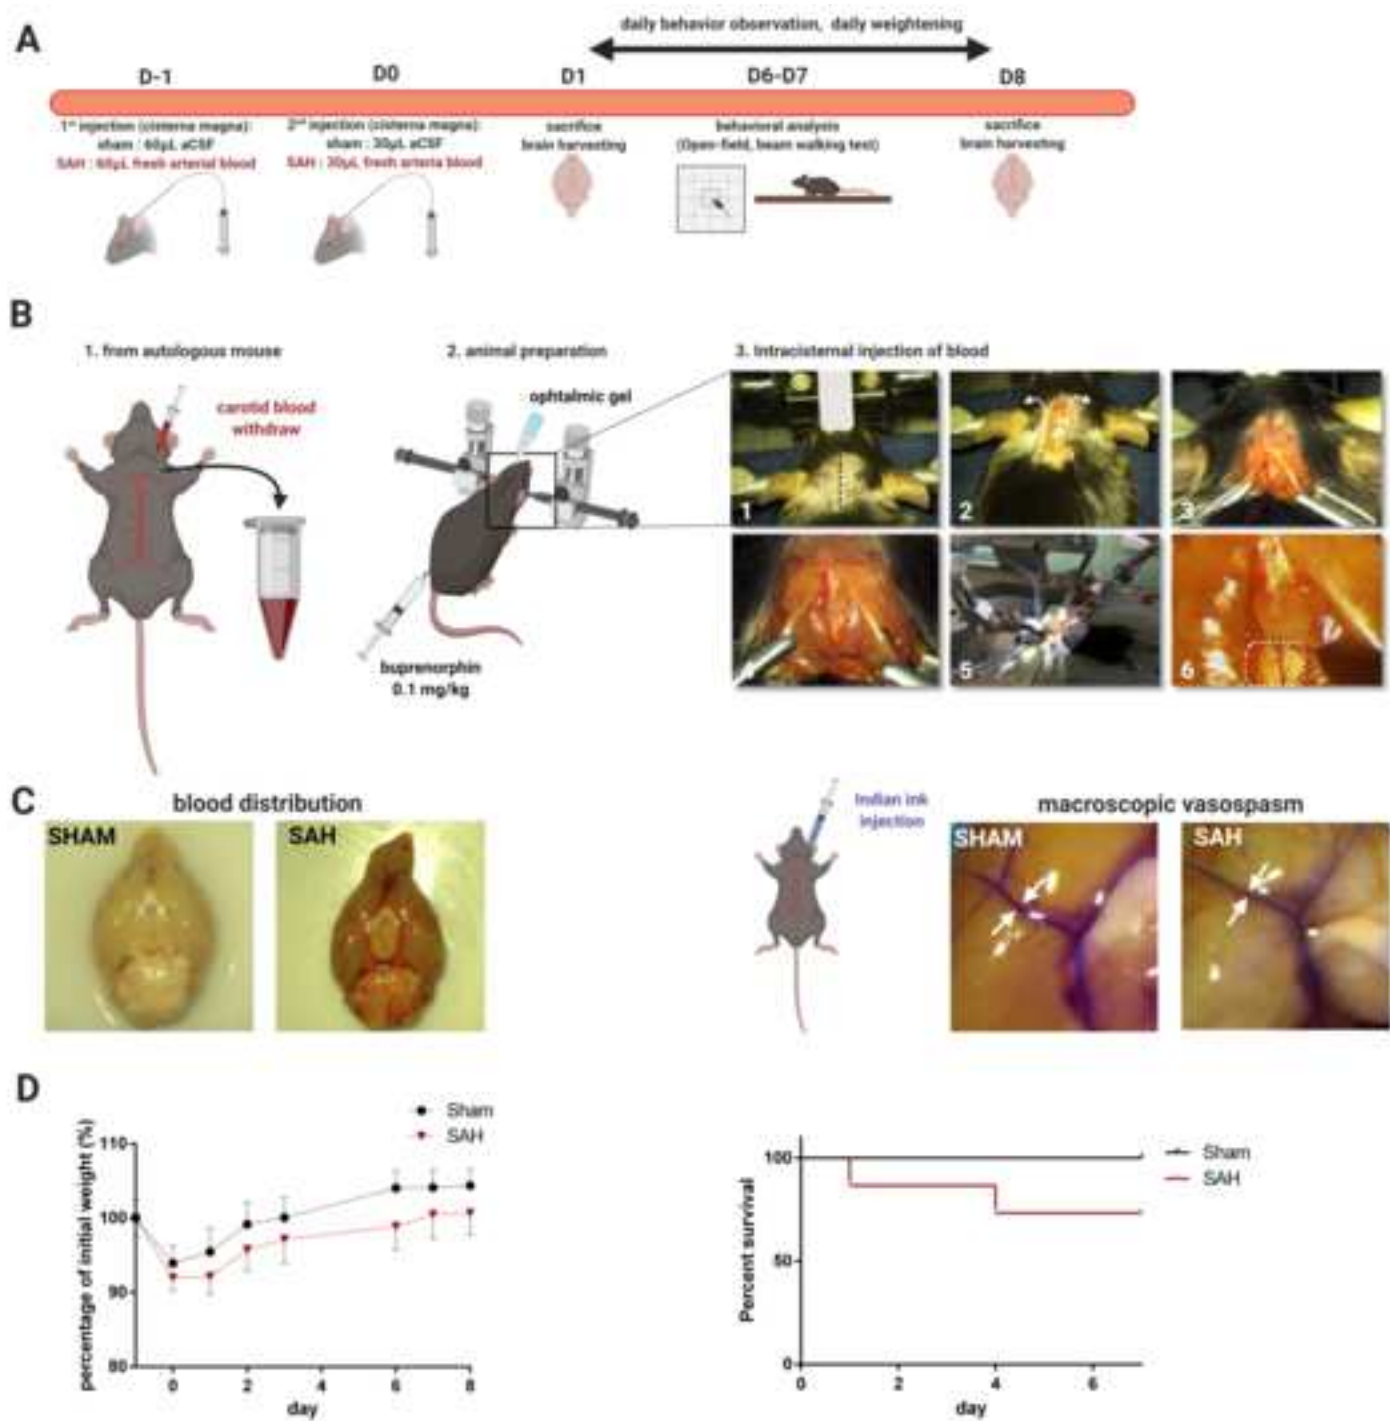 A
daily behavior observation, daily weightening
D-1
D0
D1
D6-D7
D8
1st injection (cisterna magna):
sham : 60µL aCSF
SAH : 60µL fresh arterial blood
2nd injection (cisterna magna):
sham : 30µL aCSF
SAH : 30µL fresh arteria blood
sacrifice
brain harvesting
behavioral analysis
(Open-field, beam walking test)
sacrifice
brain harvesting
B
1. from autologous mouse
2. animal preparation
3. Intracisternal injection of blood
carotid blood
withdraw
ophtalmic gel
buprenorphin
0.1 mg/kg
1
2
3
5
6
C
blood distribution
SHAM
SAH
Indian ink
injection
macroscopic vasospasm
SHAM
SAH
D
percentage of initial weight (%)
110
100
90
80
0
2
4
6
8
day
Sham
SAH
Percent survival
100
50
0
0
2
4
6
day
Sham
SAH